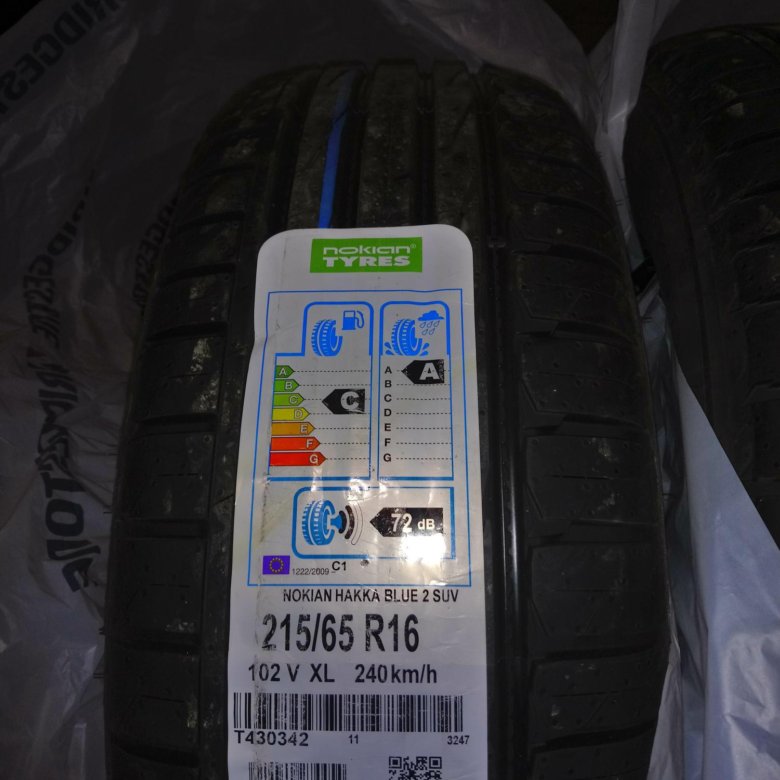 nokian®
TYRES
A
B
C
D
E
F
G
C
A
B
C
D
E
F
G
A
72 dB
1222/2009 - C1
NOKIAN HAKKA BLUE 2 SUV
215/65 R16
102 V XL 240km/h
T430342 11 3247
BRIDGESTONE